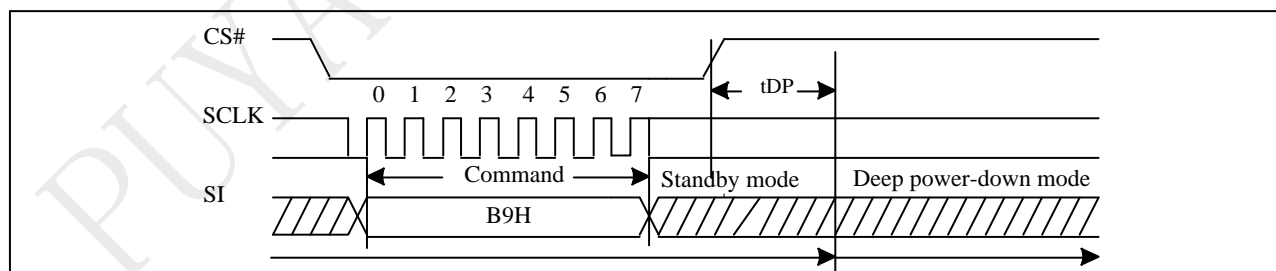 PUYA
CS#
tDP
0 1 2 3 4 5 6 7
SCLK
Command
Standby mode
Deep power-down mode
SI
B9H